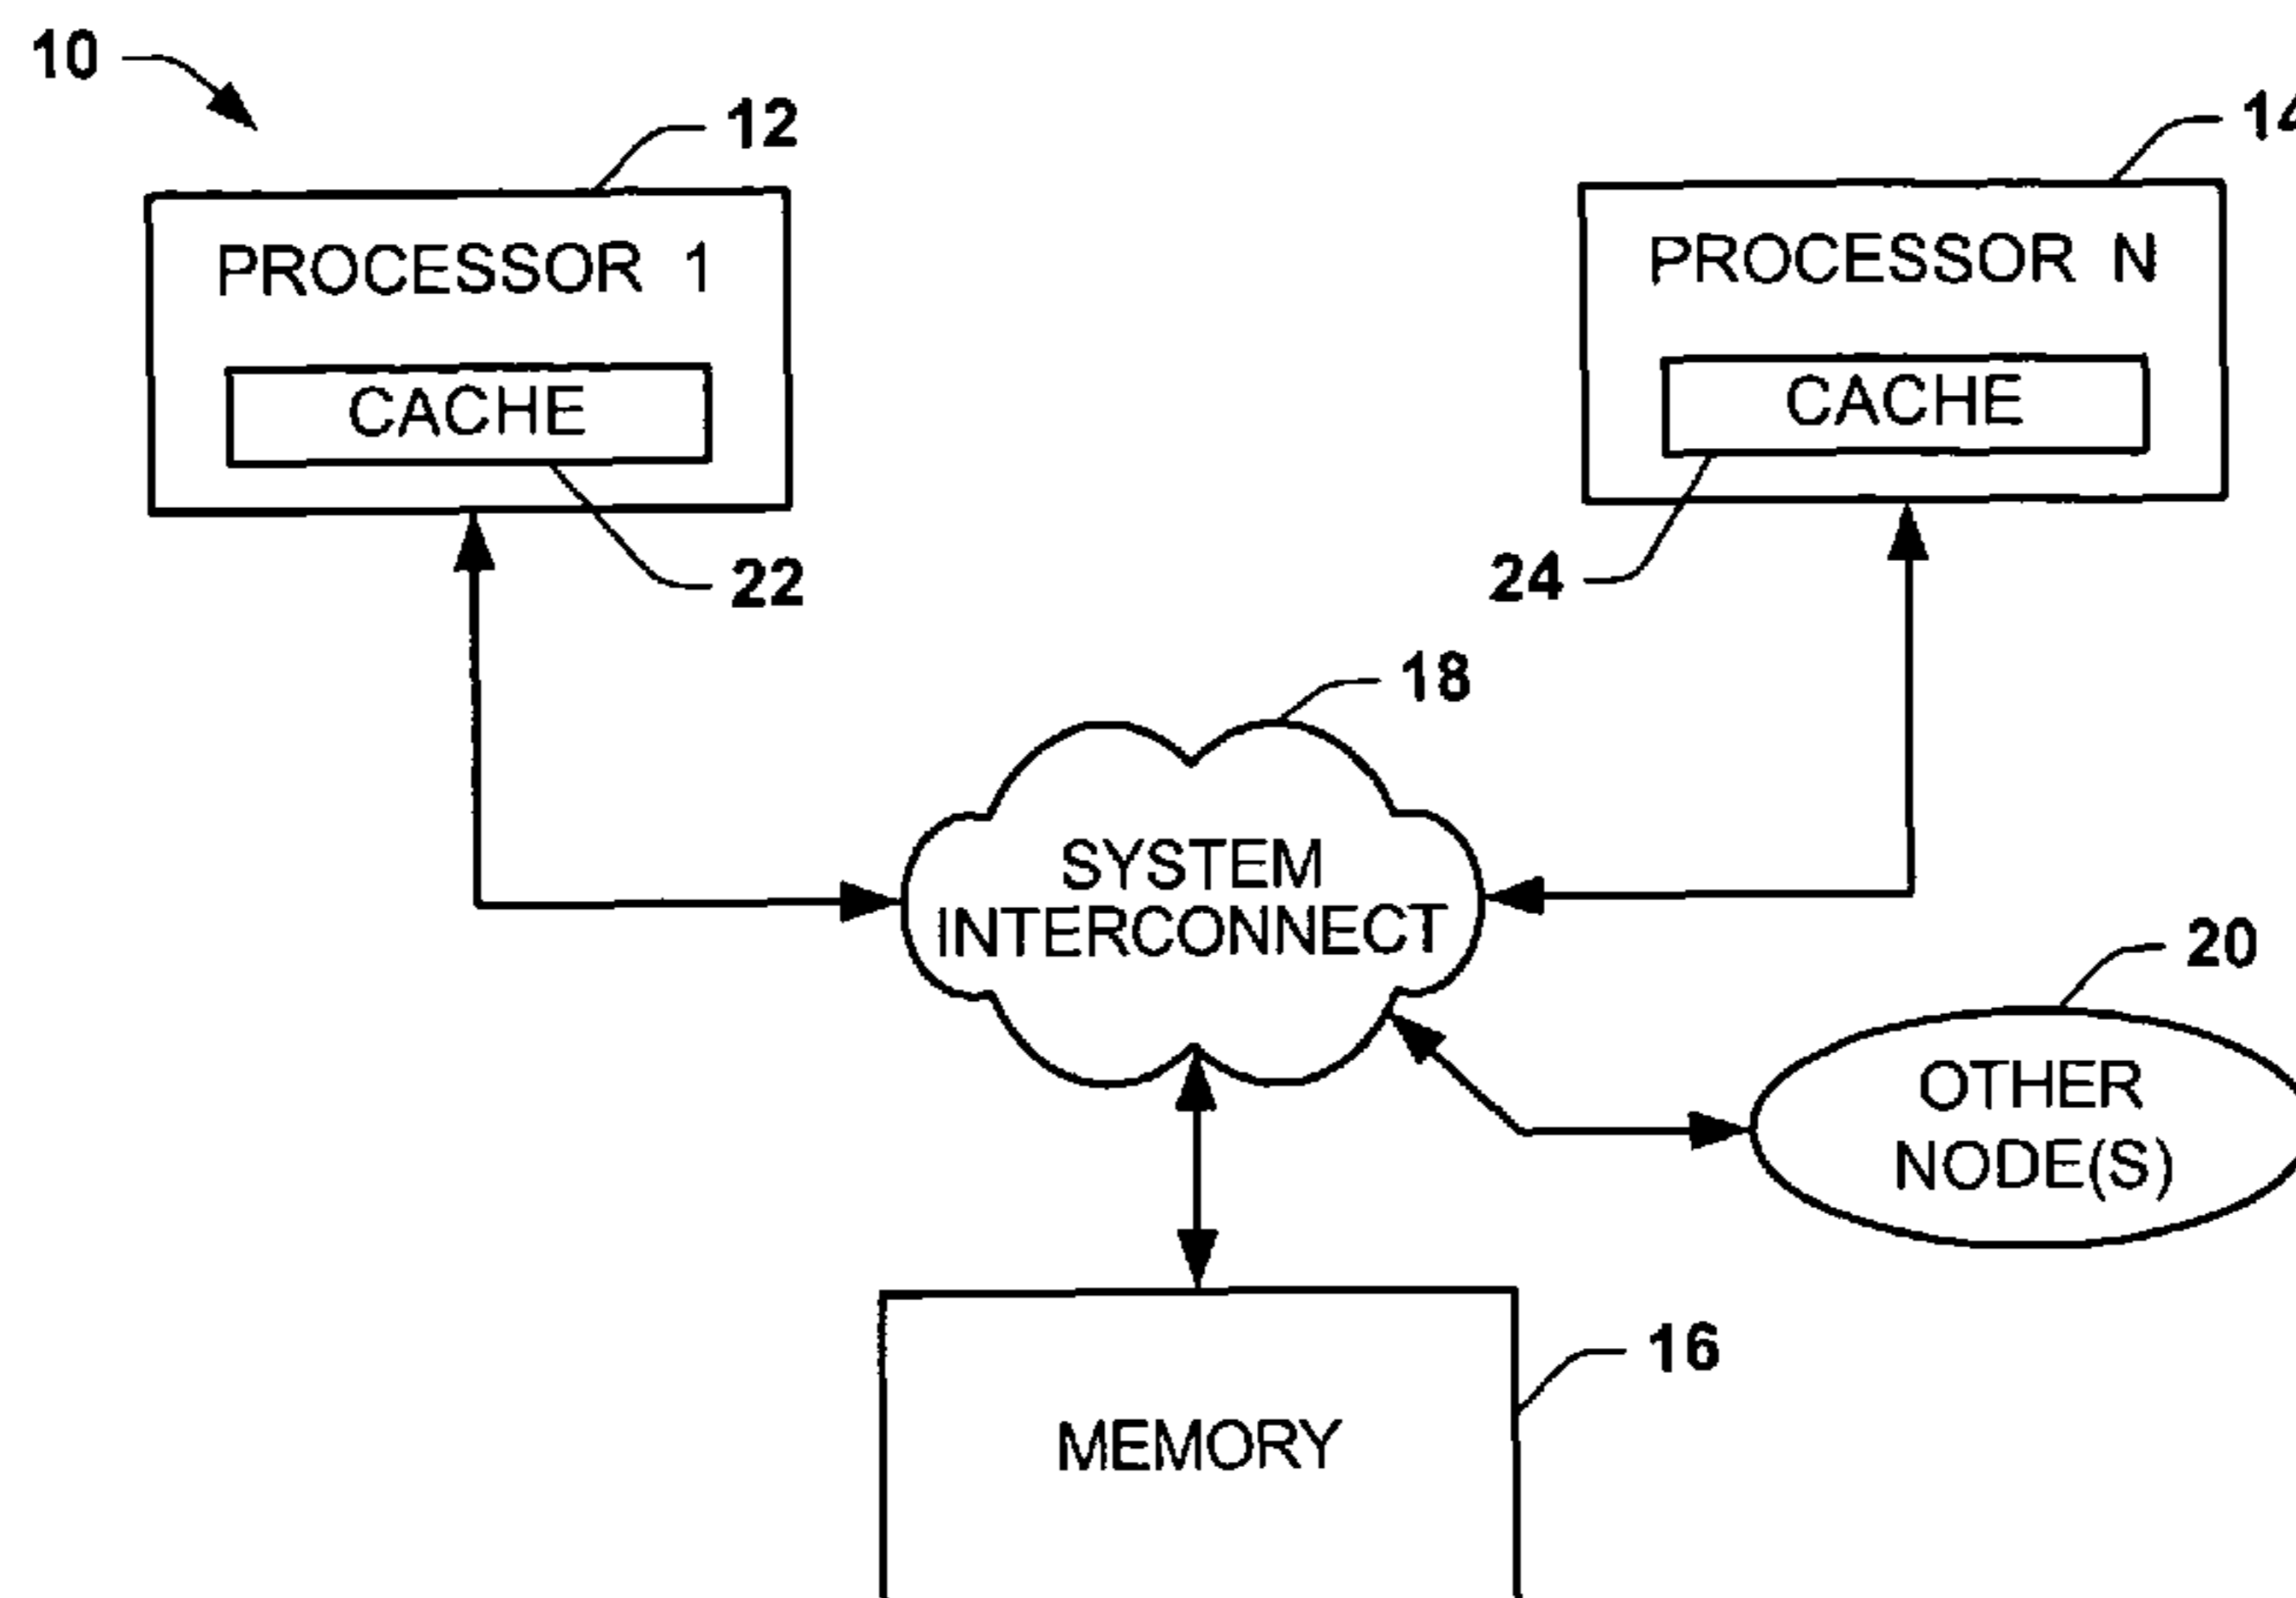 10
12
14
PROCESSOR 1
PROCESSOR N
CACHE
CACHE
22
24
18
SYSTEM
INTERCONNECT
20
OTHER
NODE(S)
16
MEMORY